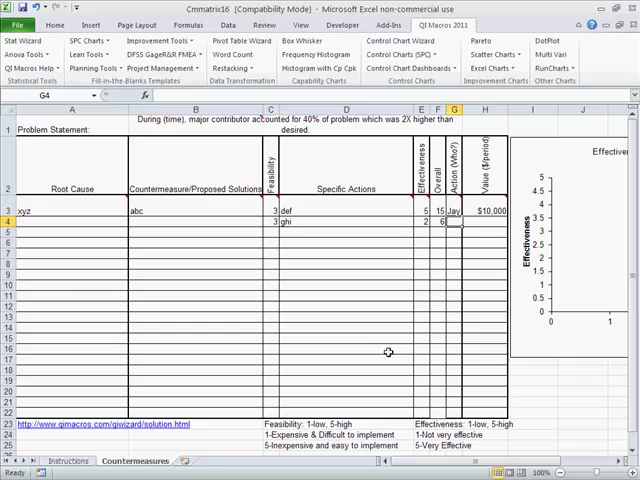 Cmmatrix16 [Compatibility Mode] - Microsoft Excel non-commercial use
File Home Insert Page Layout Formulas Data Review View Developer Add-Ins QI Macros 2011
Stat Wizard SPC Charts Improvement Tools Pivot Table Wizard Box Whisker Control Chart Wizard Pareto DotPlot
Anova Tools Lean Tools DFSS GageR&R FMEA Word Count Frequency Histogram Control Charts (SPC) Scatter Charts Multi Vari
QI Macros Help Planning Tools Project Management Restacking Histogram with Cp Cpk Control Chart Dashboards Excel Charts RunCharts
Statistical Tools Fill-in-the-Blanks Templates Data Transformation Capability Charts Control Charts Improvement Charts Other Charts
G4 fx
A B C D E F G H I J
1 Problem Statement: During (time), major contributor accounted for 40% of problem which was 2X higher than
desired.
2 Root Cause Countermeasure/Proposed Solutions Feasibility Specific Actions Effectiveness Overall Action (Who?) Value ($/period)
3 xyz abc 3 def 5 15 Jay $10,000
4 3 ghi 2 6
5
6
7
8
9
10
11
12
13
14
15
16
17
18
19
20
21
22
Effectiver
Effectiveness
5
4.5
4
3.5
3
2.5
2
1.5
1
0.5
0
0 1
23 http://www.qimacros.com/qiwizard/solution.html Feasibility: 1-low, 5-high Effectiveness: 1-low, 5-high
24 1-Expensive & Difficult to implement 1-Not very effective
25 5-Inexpensive and easy to implement 5-Very Effective
Instructions Countermeasures
Ready 100%